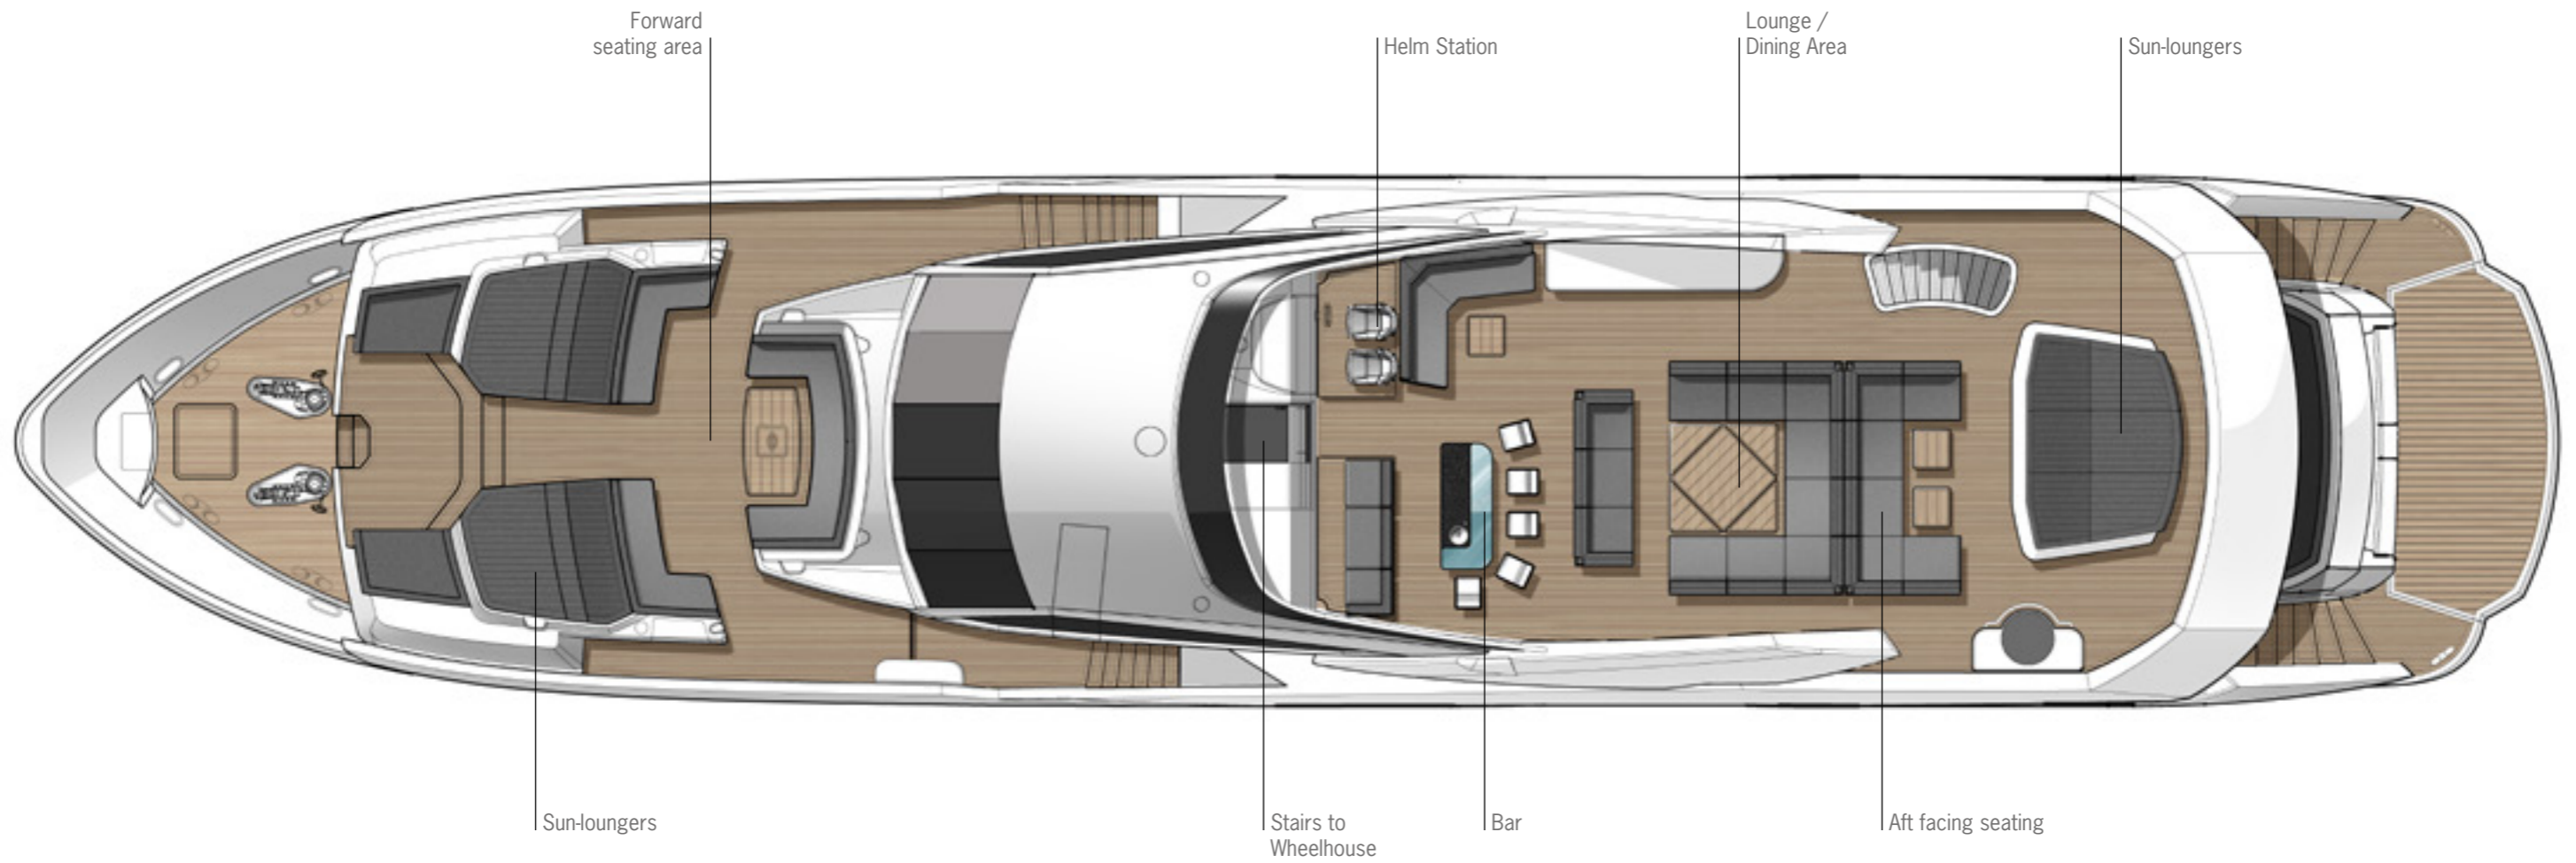 Forward
seating area
Helm Station
Lounge /
Dining Area
Sun-loungers
Sun-loungers
Stairs to
Wheelhouse
Bar
Aft facing seating